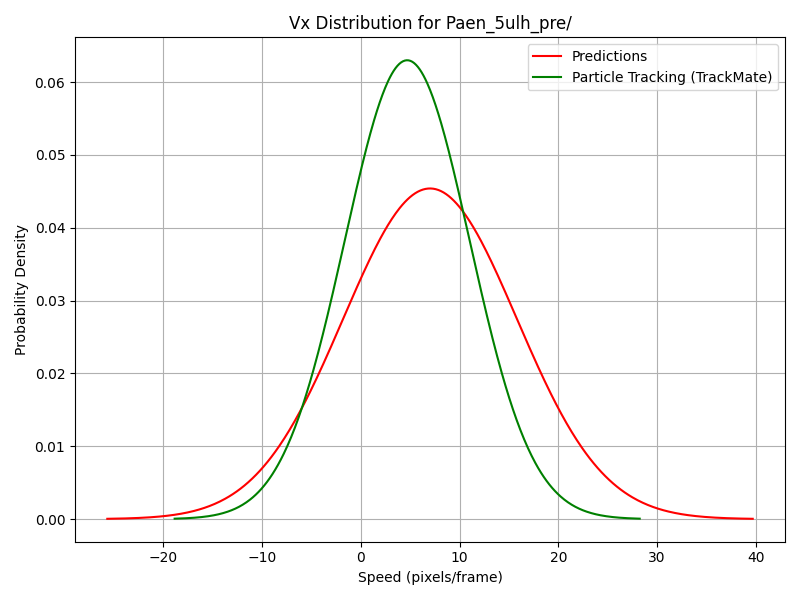 Vx Distribution for Paen_5ulh_pre/
Predictions
Particle Tracking (TrackMate)
Probability Density
0.06
0.05
0.04
0.03
0.02
0.01
0.00
−20 −10 0 10 20 30 40
Speed (pixels/frame)